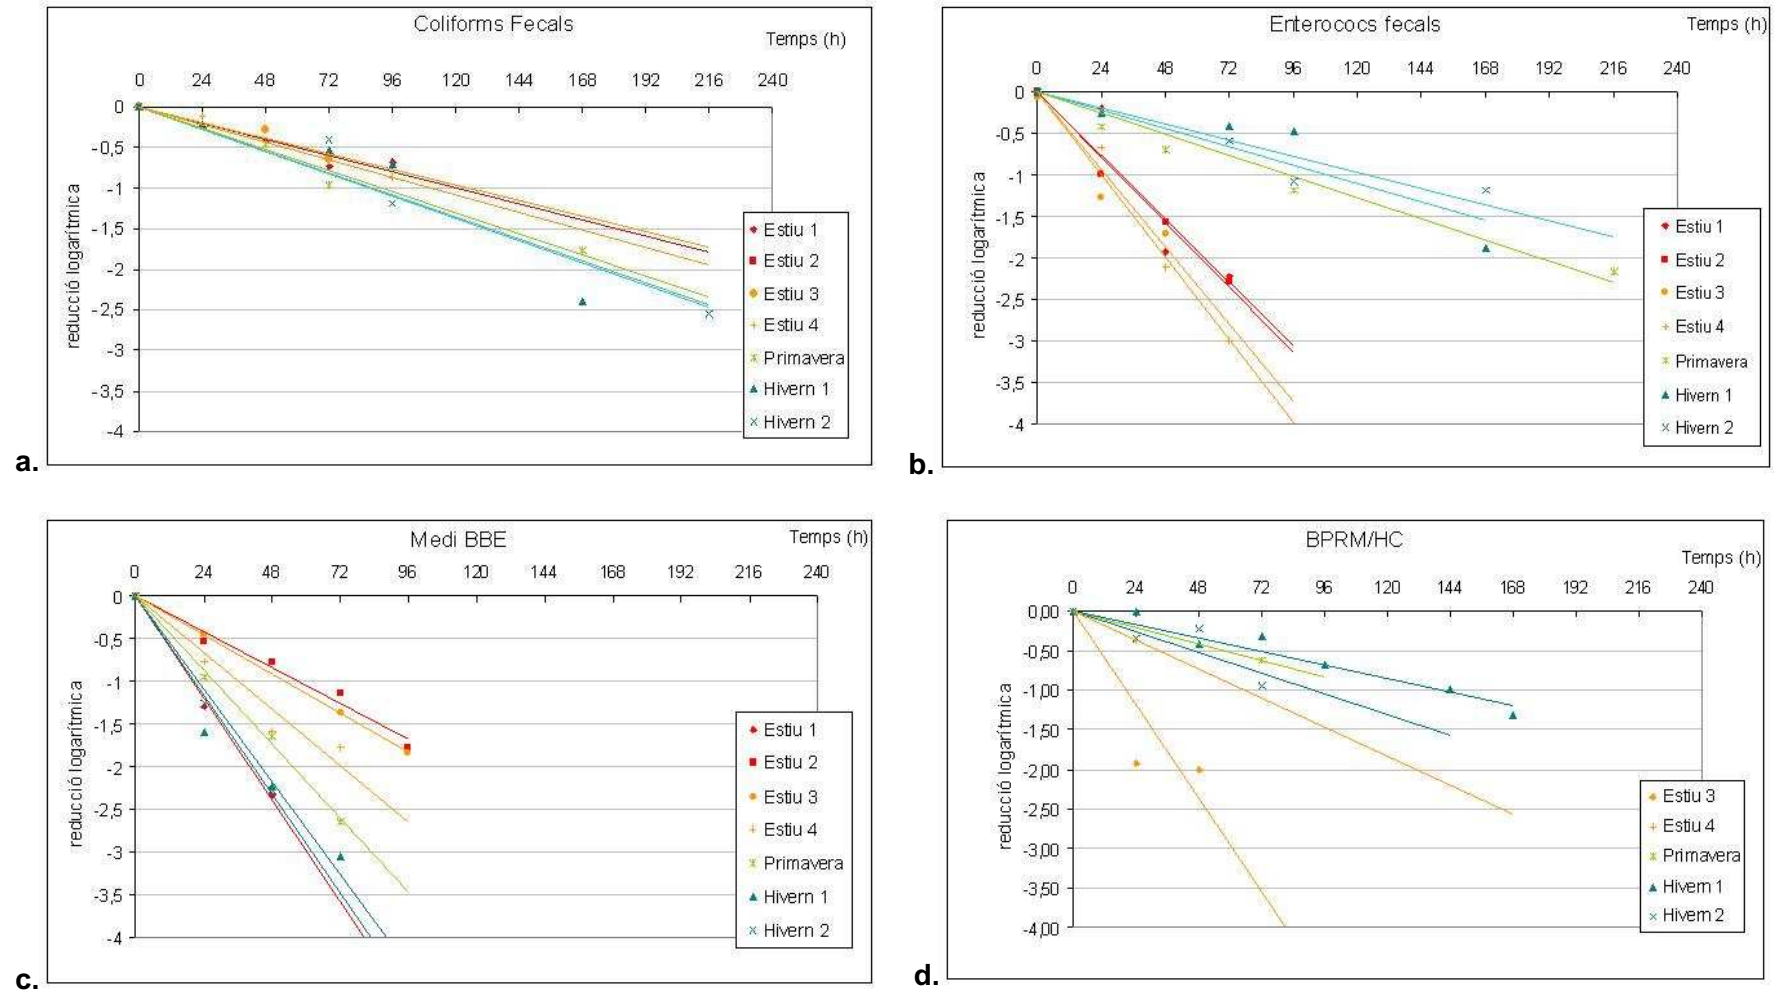 Coliforms Fecals
Temps (h)
0 24 48 72 96 120 144 168 192 216 240
0
-0,5
-1
-1,5
-2
-2,5
-3
-3,5
-4
reducció logarítmica
Estiu 1
Estiu 2
Estiu 3
Estiu 4
Primavera
Hivern 1
Hivern 2
a.
Enterococs fecals
Temps (h)
0 24 48 72 96 120 144 168 192 216 240
0
-0,5
-1
-1,5
-2
-2,5
-3
-3,5
-4
reducció logarítmica
Estiu 1
Estiu 2
Estiu 3
Estiu 4
Primavera
Hivern 1
Hivern 2
b.
Medi BBE
Temps (h)
0 24 48 72 96 120 144 168 192 216 240
0
-0,5
-1
-1,5
-2
-2,5
-3
-3,5
-4
reducció logarítmica
Estiu 1
Estiu 2
Estiu 3
Estiu 4
Primavera
Hivern 1
Hivern 2
c.
BPRM/HC
Temps (h)
0 24 48 72 96 120 144 168 192 216 240
0,00
-0,50
-1,00
-1,50
-2,00
-2,50
-3,00
-3,50
-4,00
reducció logarítmica
Estiu 3
Estiu 4
Primavera
Hivern 1
Hivern 2
d.